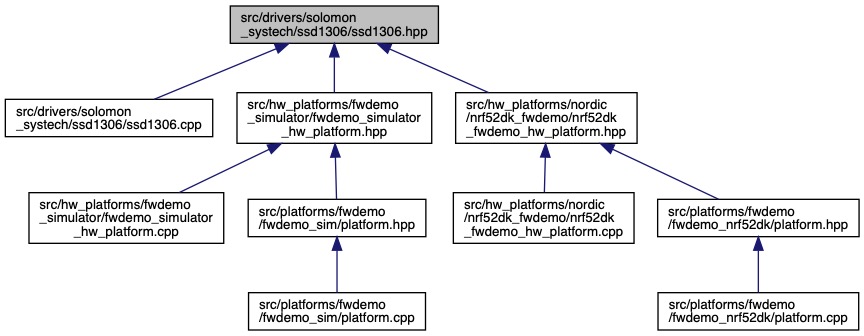 src/drivers/solomon
_systech/ssd1306/ssd1306.hpp
src/drivers/solomon
_systech/ssd1306/ssd1306.cpp
src/hw_platforms/fwdemo
_simulator/fwdemo_simulator
_hw_platform.hpp
src/hw_platforms/nordic
/nrf52dk_fwdemo/nrf52dk
_fwdemo_hw_platform.hpp
src/hw_platforms/fwdemo
_simulator/fwdemo_simulator
_hw_platform.cpp
src/platforms/fwdemo
/fwdemo_sim/platform.hpp
src/hw_platforms/nordic
/nrf52dk_fwdemo/nrf52dk
_fwdemo_hw_platform.cpp
src/platforms/fwdemo
/fwdemo_nrf52dk/platform.hpp
src/platforms/fwdemo
/fwdemo_sim/platform.cpp
src/platforms/fwdemo
/fwdemo_nrf52dk/platform.cpp